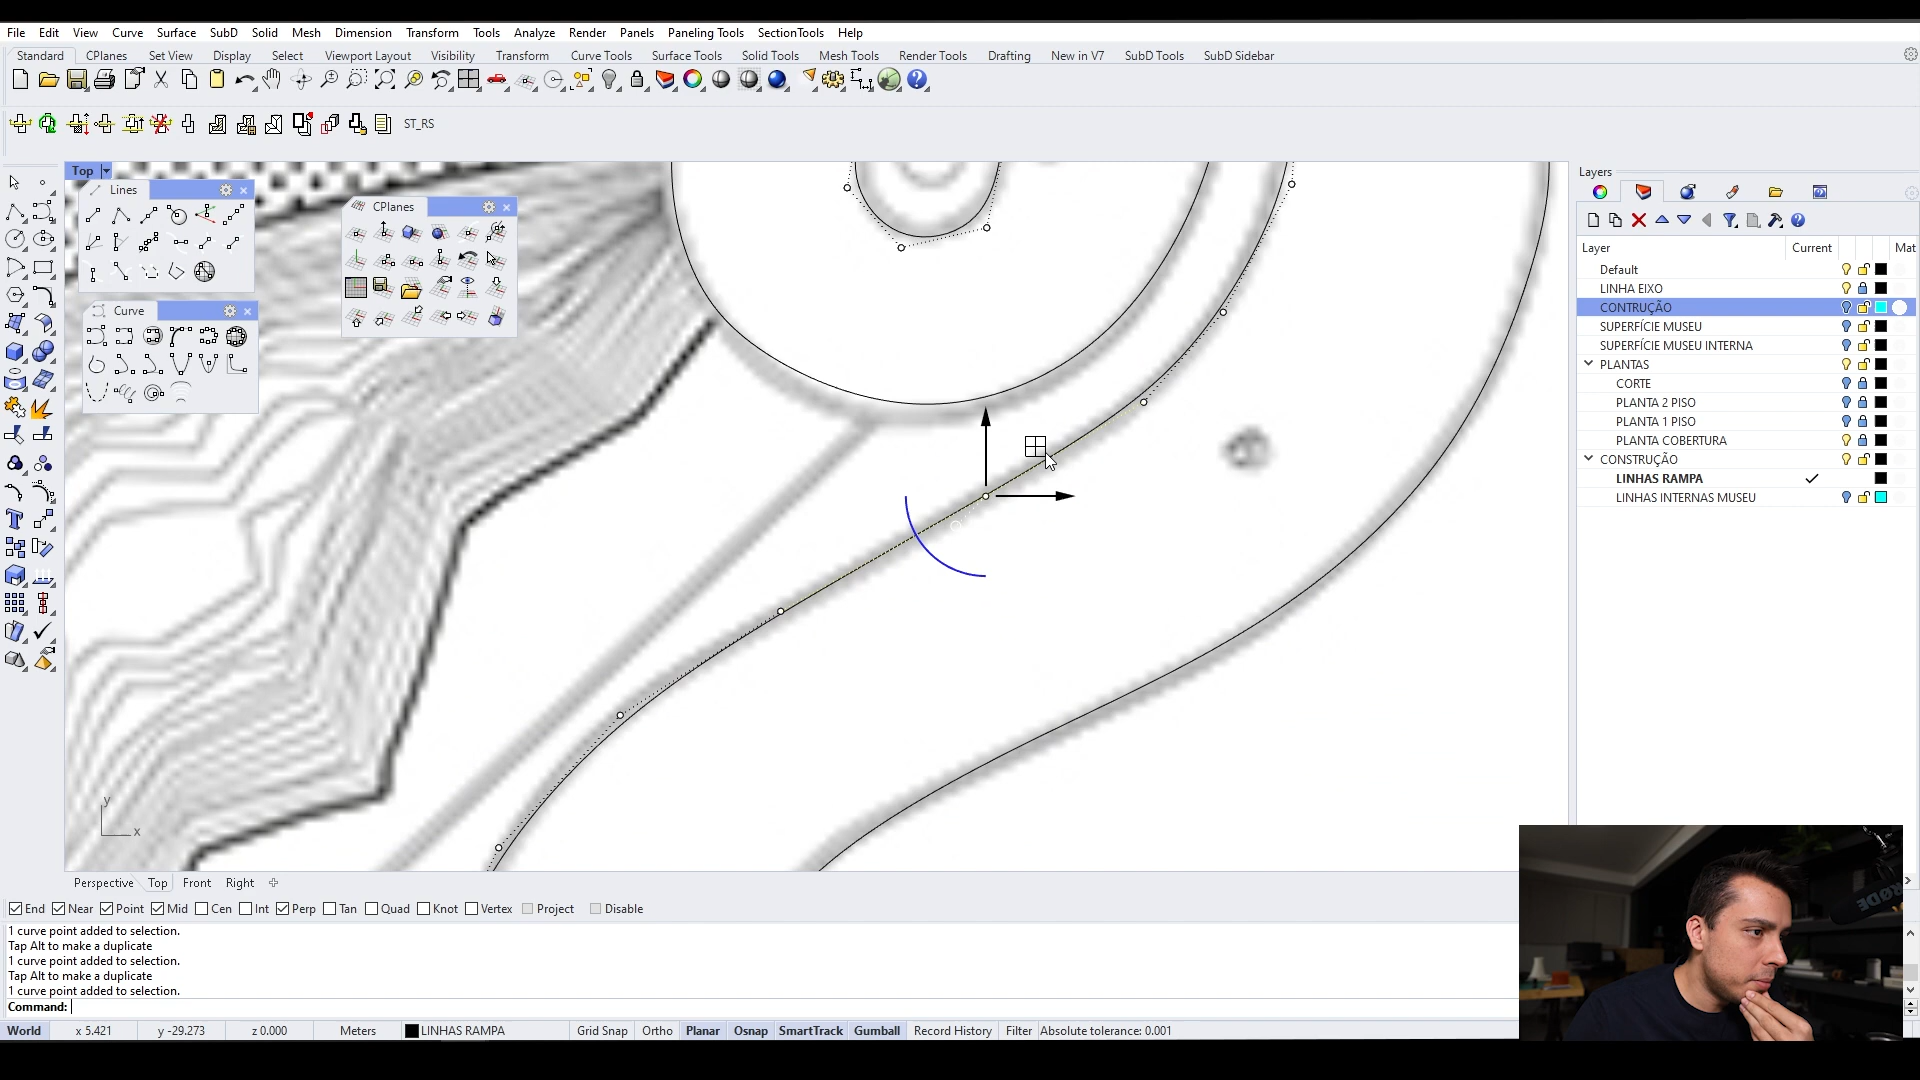 File Edit View Curve Surface SubD Solid Mesh Dimension Transform Tools Analyze Render Panels Paneling Tools SectionTools Help
Standard CPlanes Set View Display Select Viewport Layout Visibility Transform Curve Tools Surface Tools Solid Tools Mesh Tools Render Tools Drafting New in V7 SubD Tools SubD Sidebar
ST_RS
Top
Lines
CPlanes
Curve
Layers
Layer Current Mat
Default
LINHA EIXO
CONTRUÇÃO
SUPERFÍCIE MUSEU
SUPERFÍCIE MUSEU INTERNA
PLANTAS
CORTE
PLANTA 2 PISO
PLANTA 1 PISO
PLANTA COBERTURA
CONSTRUÇÃO
LINHAS RAMPA
LINHAS INTERNAS MUSEU
y
x
Perspective Top Front Right
End Near Point Mid Cen Int Perp Tan Quad Knot Vertex Project Disable
1 curve point added to selection.
Tap Alt to make a duplicate
1 curve point added to selection.
Tap Alt to make a duplicate
1 curve point added to selection.
Command:
World x 5.421 y -29.273 z 0.000 Meters LINHAS RAMPA Grid Snap Ortho Planar Osnap SmartTrack Gumball Record History Filter Absolute tolerance: 0.001